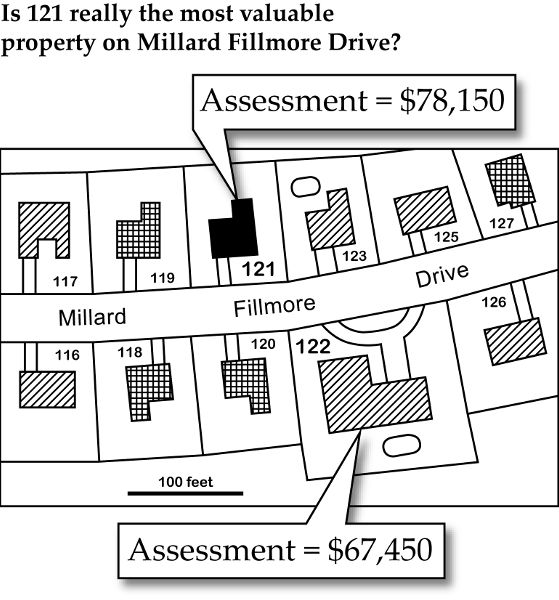 Is 121 really the most valuable
property on Millard Fillmore Drive?
Assessment = $78,150
117
119
121
123
125
127
Millard Fillmore Drive
116
118
120
122
126
100 feet
Assessment = $67,450